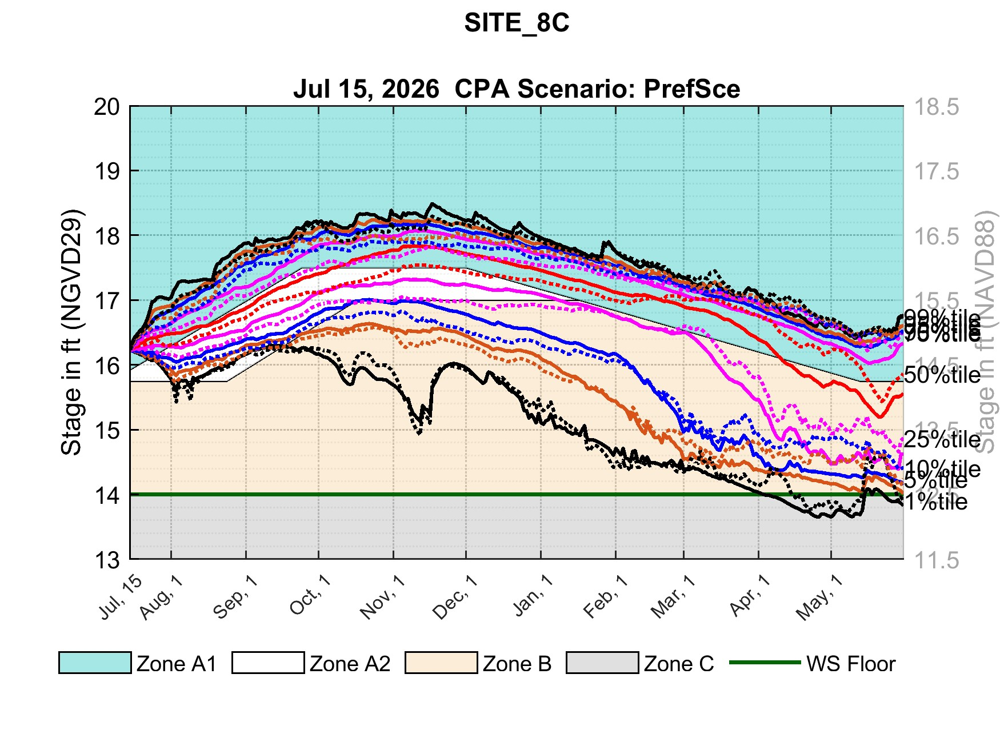 SITE_8C
Jul 15, 2026  CPA Scenario: PrefSce
Stage in ft (NGVD29)
20
19
18
17
16
15
14
13
Stage in ft (NAVD88)
18.5
17.5
16.5
15.5
14.5
13.5
12.5
11.5
99%tile
50%tile
25%tile
10%tile
5%tile
1%tile
Jul, 15
Aug, 1
Sep, 1
Oct, 1
Nov, 1
Dec, 1
Jan, 1
Feb, 1
Mar, 1
Apr, 1
May, 1
Zone A1
Zone A2
Zone B
Zone C
WS Floor